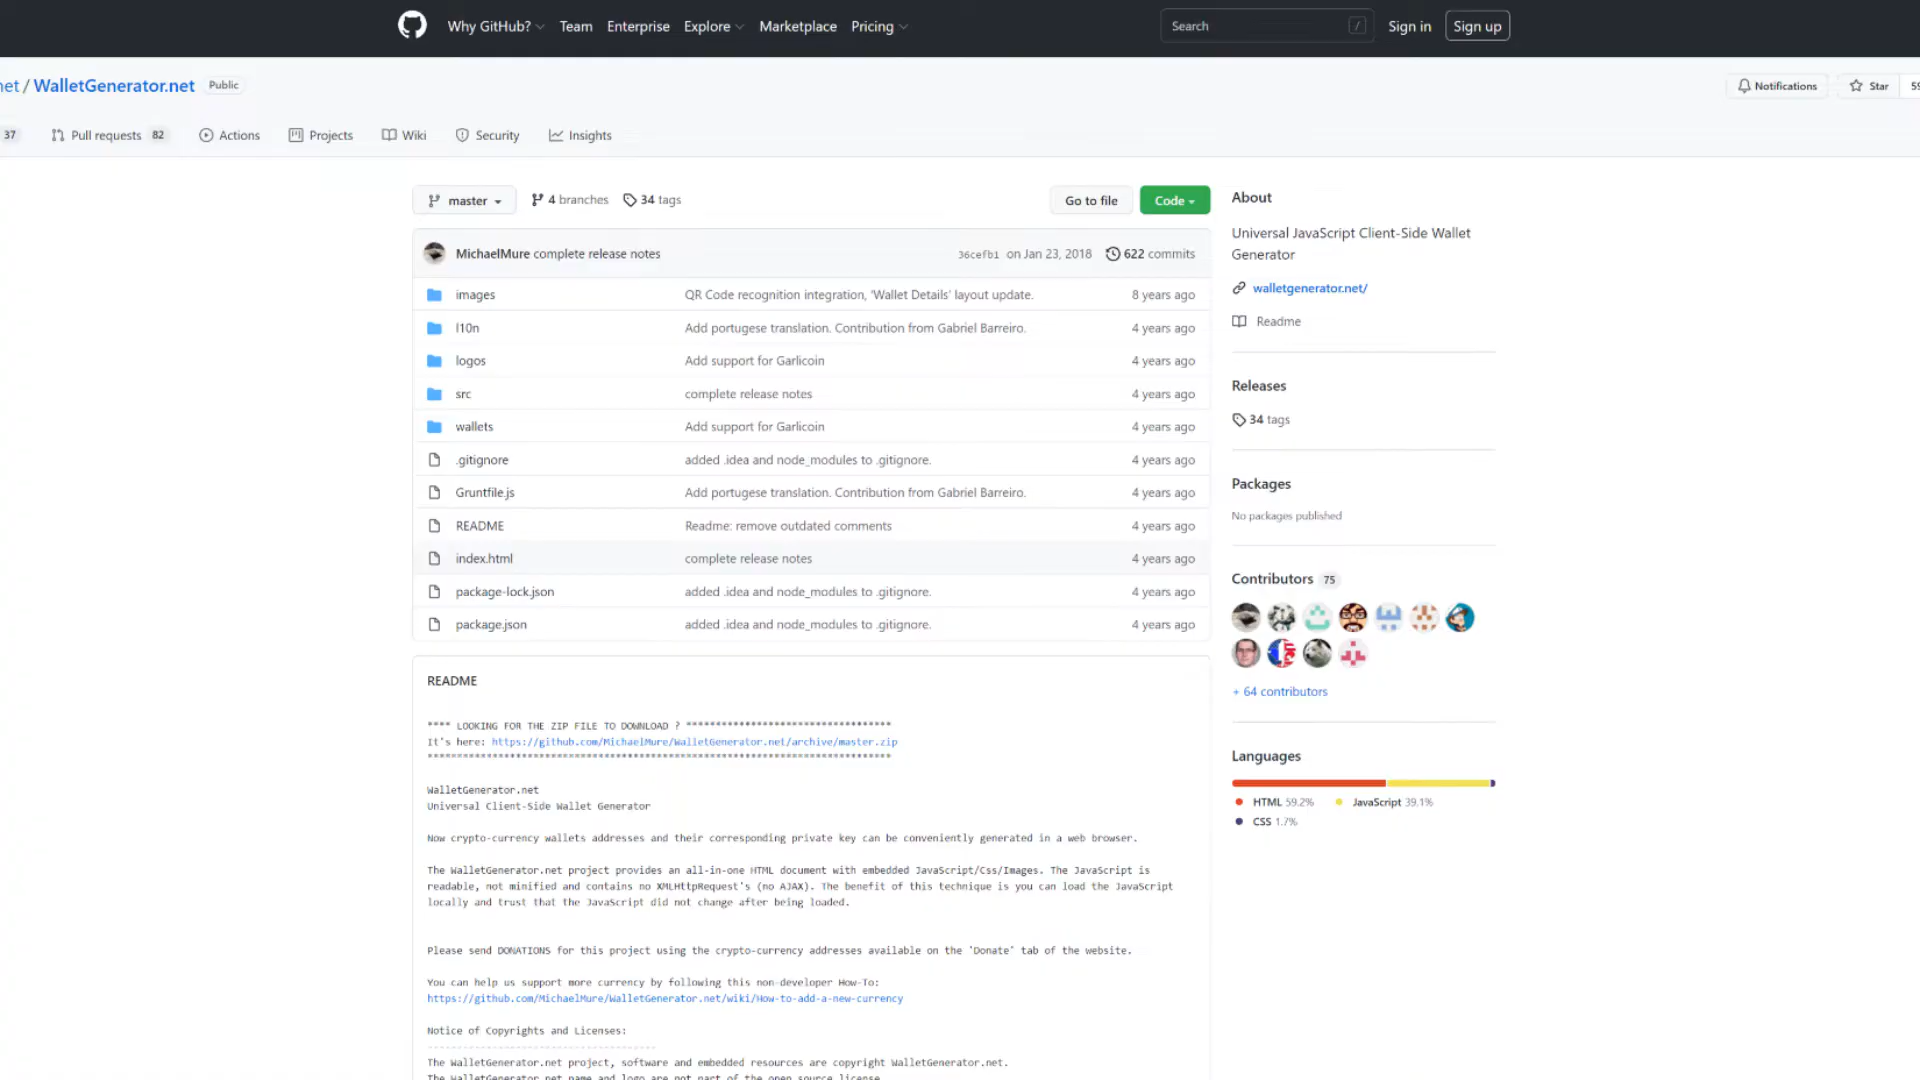 Why GitHub? Team Enterprise Explore Marketplace Pricing Search / Sign in Sign up
net / WalletGenerator.net Public Notifications Star 59
37 Pull requests 82 Actions Projects Wiki Security Insights
master 4 branches 34 tags Go to file Code
MichaelMure complete release notes 36cefb1 on Jan 23, 2018 622 commits
images QR Code recognition integration, 'Wallet Details' layout update. 8 years ago
l10n Add portugese translation. Contribution from Gabriel Barreiro. 4 years ago
logos Add support for Garlicoin 4 years ago
src complete release notes 4 years ago
wallets Add support for Garlicoin 4 years ago
.gitignore added .idea and node_modules to .gitignore. 4 years ago
Gruntfile.js Add portugese translation. Contribution from Gabriel Barreiro. 4 years ago
README Readme: remove outdated comments 4 years ago
index.html complete release notes 4 years ago
package-lock.json added .idea and node_modules to .gitignore. 4 years ago
package.json added .idea and node_modules to .gitignore. 4 years ago
README
**** LOOKING FOR THE ZIP FILE TO DOWNLOAD ? ***********************************
It's here: https://github.com/MichaelMure/WalletGenerator.net/archive/master.zip
*******************************************************************************
WalletGenerator.net
Universal Client-Side Wallet Generator
Now crypto-currency wallets addresses and their corresponding private key can be conveniently generated in a web browser.
The WalletGenerator.net project provides an all-in-one HTML document with embedded JavaScript/Css/Images. The JavaScript is
readable, not minified and contains no XMLHttpRequest's (no AJAX). The benefit of this technique is you can load the JavaScript
locally and trust that the JavaScript did not change after being loaded.
Please send DONATIONS for this project using the crypto-currency addresses available on the 'Donate' tab of the website.
You can help us support more currency by following this non-developer How-To:
https://github.com/MichaelMure/WalletGenerator.net/wiki/How-to-add-a-new-currency
Notice of Copyrights and Licenses:
---------------------------------------
The WalletGenerator.net project, software and embedded resources are copyright WalletGenerator.net.
The WalletGenerator.net name and logo are not part of the open source license.
About
Universal JavaScript Client-Side Wallet
Generator
walletgenerator.net/
Readme
Releases
34 tags
Packages
No packages published
Contributors 75
+ 64 contributors
Languages
HTML 59.2% JavaScript 39.1%
CSS 1.7%